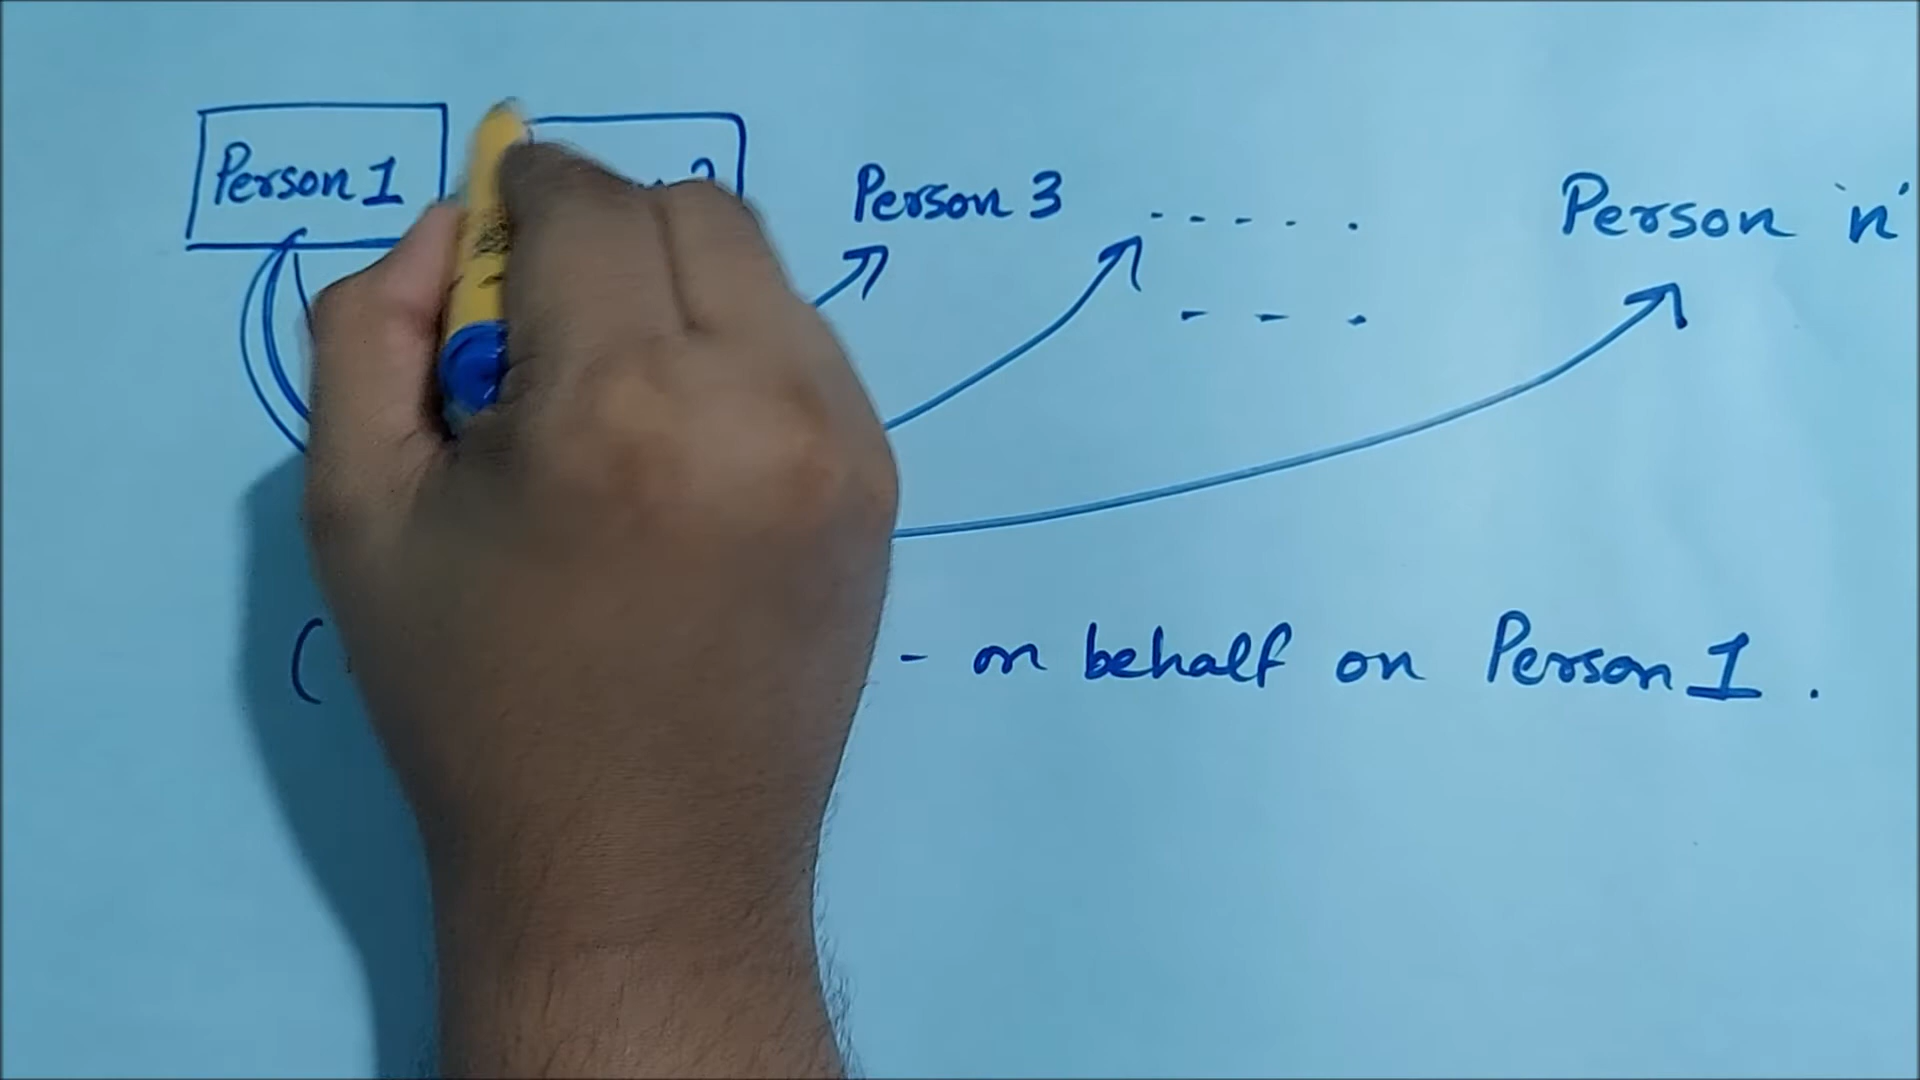 Person 1 Person 3 - - - - . Person 'n'
- - .
( - on behalf on Person 1 .